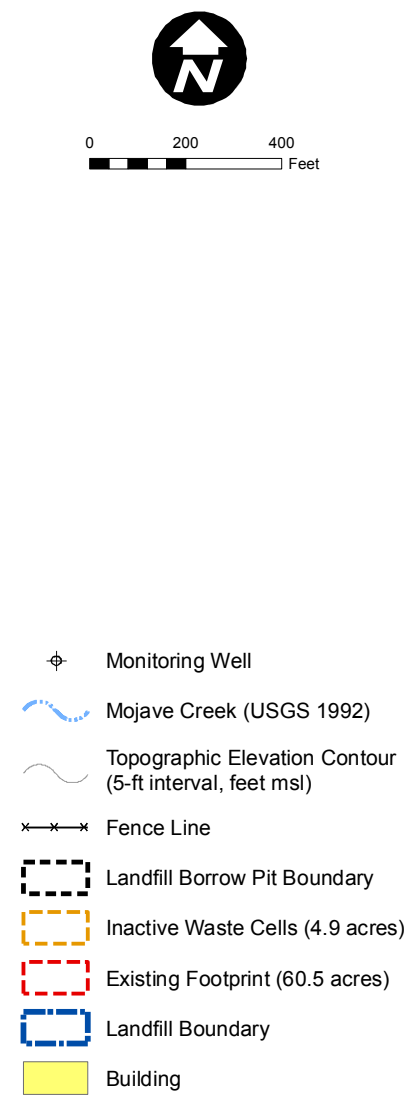 N
0 200 400
Feet
Monitoring Well
Mojave Creek (USGS 1992)
Topographic Elevation Contour
(5-ft interval, feet msl)
Fence Line
Landfill Borrow Pit Boundary
Inactive Waste Cells (4.9 acres)
Existing Footprint (60.5 acres)
Landfill Boundary
Building